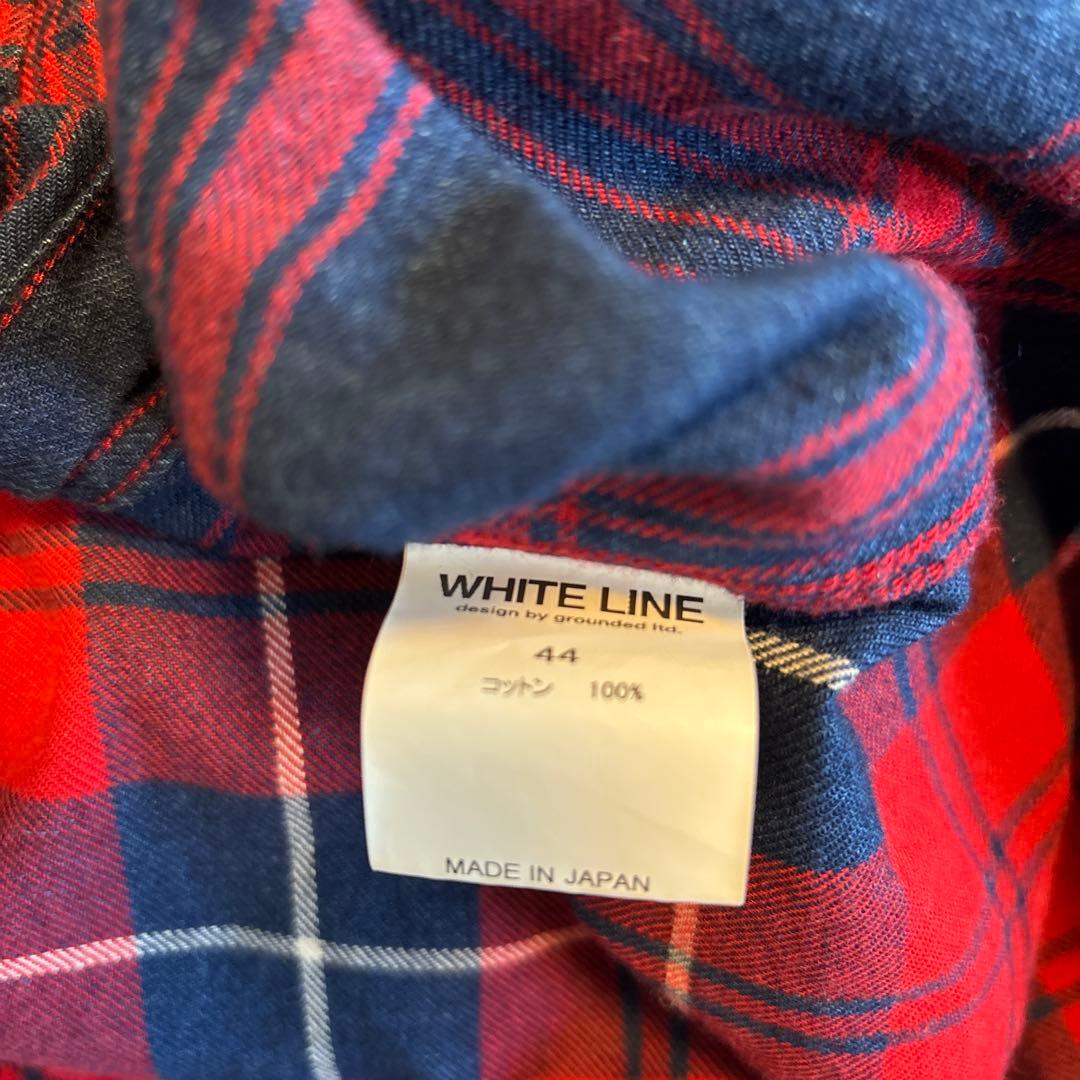 WHITE LINE
design by grounded ltd.
44
コットン 100%
MADE IN JAPAN